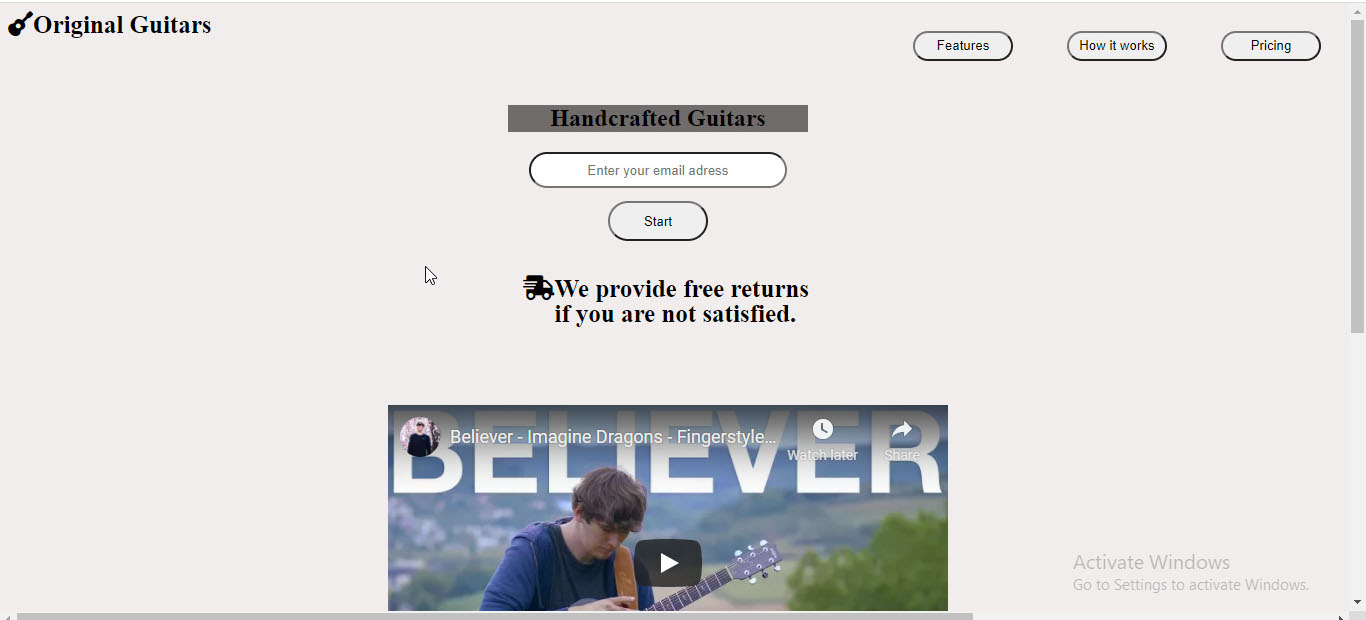 Original Guitars
Features
How it works
Pricing
Handcrafted Guitars
Enter your email adress
Start
We provide free returns
if you are not satisfied.
BELIEVER
Believer - Imagine Dragons - Fingerstyle...
Watch later
Share
Activate Windows
Go to Settings to activate Windows.